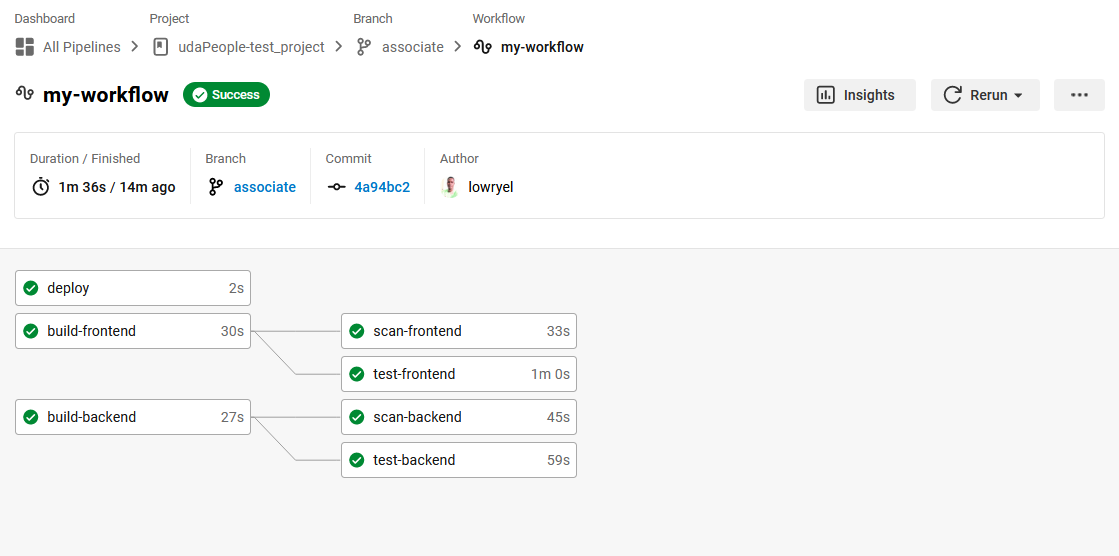 Dashboard Project Branch Workflow
All Pipelines udaPeople-test_project associate my-workflow
my-workflow Success Insights Rerun
Duration / Finished Branch Commit Author
1m 36s / 14m ago associate 4a94bc2 lowryel
deploy 2s
build-frontend 30s scan-frontend 33s
test-frontend 1m 0s
build-backend 27s scan-backend 45s
test-backend 59s